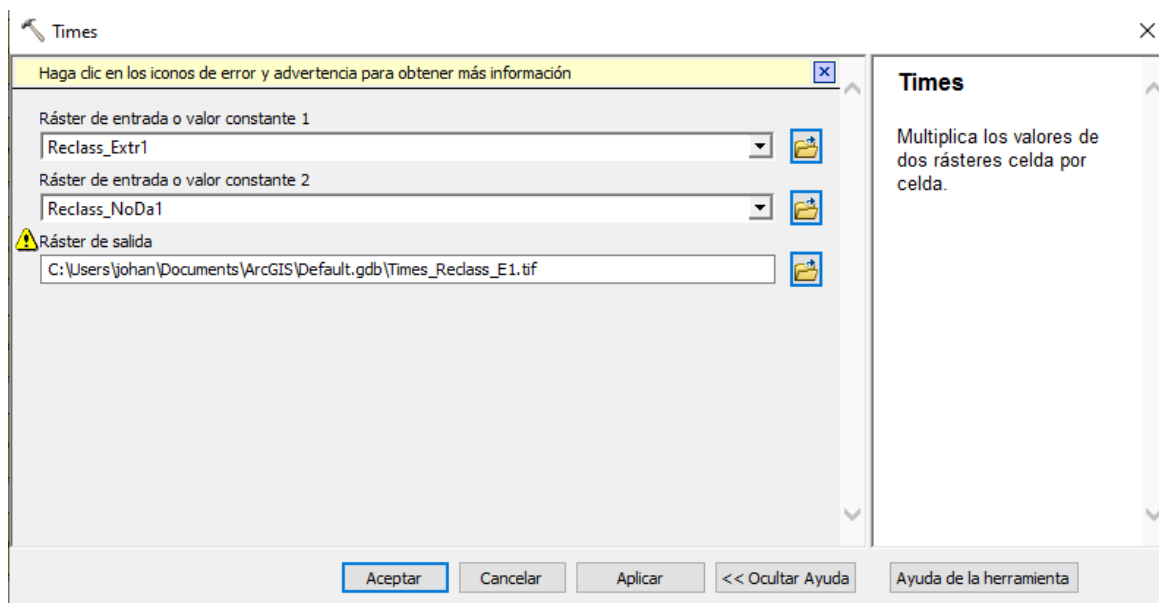 Times
Haga clic en los iconos de error y advertencia para obtener más información
Ráster de entrada o valor constante 1
Reclass_Extr1
Ráster de entrada o valor constante 2
Reclass_NoDa1
Ráster de salida
C:\Users\johan\Documents\ArcGIS\Default.gdb\Times_Reclass_E1.tif
Aceptar
Cancelar
Aplicar
<< Ocultar Ayuda
Times
Multiplica los valores de
dos rásteres celda por
celda.
Ayuda de la herramienta